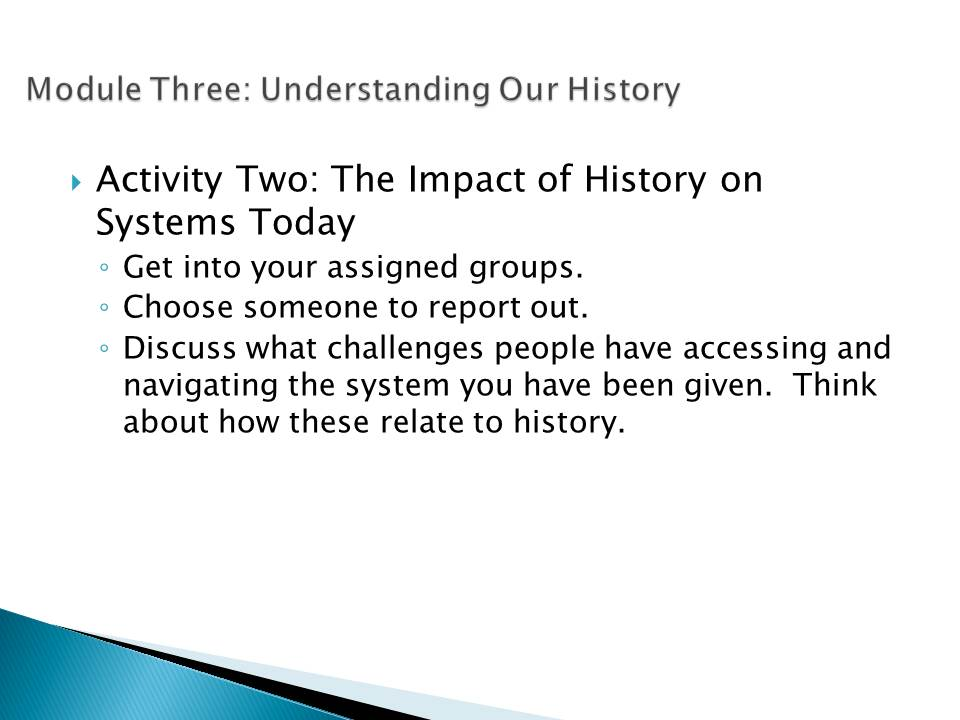 Module Three: Understanding Our History
Activity Two: The Impact of History on
Systems Today
Get into your assigned groups.
Choose someone to report out.
Discuss what challenges people have accessing and
navigating the system you have been given.  Think
about how these relate to history.